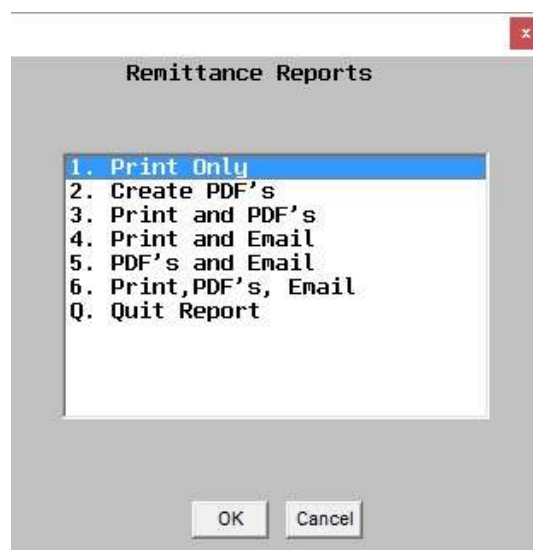 x
Remittance Reports
1. Print Only
2. Create PDF's
3. Print and PDF's
4. Print and Email
5. PDF's and Email
6. Print,PDF's, Email
Q. Quit Report
OK Cancel